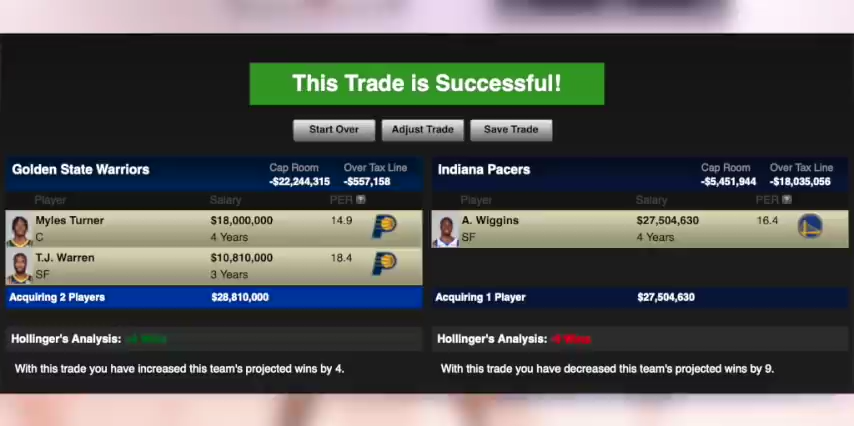 This Trade is Successful!
Start Over Adjust Trade Save Trade
Golden State Warriors Cap Room Over Tax Line
-$22,244,315 -$557,158
Player Salary PER
Myles Turner $18,000,000 14.9
C 4 Years
T.J. Warren $10,810,000 18.4
SF 3 Years
Acquiring 2 Players $28,810,000
Hollinger's Analysis:
With this trade you have increased this team's projected wins by 4.
Indiana Pacers Cap Room Over Tax Line
-$5,451,944 -$18,035,056
Player Salary PER
A. Wiggins $27,504,630 16.4
SF 4 Years
Acquiring 1 Player $27,504,630
Hollinger's Analysis:
With this trade you have decreased this team's projected wins by 9.